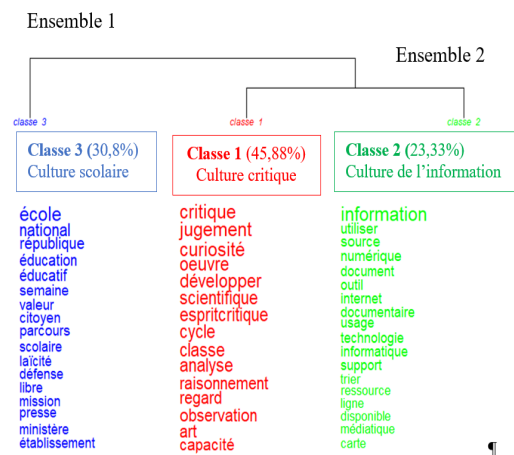 Ensemble 1
Ensemble 2
classe 3
classe 1
classe 2
Classe 3 (30,8%)
Culture scolaire
Classe 1 (45,88%)
Culture critique
Classe 2 (23,33%)
Culture de l'information
école
national
république
éducation
éducatif
semaine
valeur
citoyen
parcours
scolaire
laïcité
défense
libre
mission
presse
ministère
établissement
critique
jugement
curiosité
oeuvre
développer
scientifique
espritcritique
cycle
classe
analyse
raisonnement
regard
observation
art
capacité
information
utiliser
source
numérique
document
outil
internet
documentaire
usage
technologie
informatique
support
trier
ressource
ligne
disponible
médiatique
carte
¶